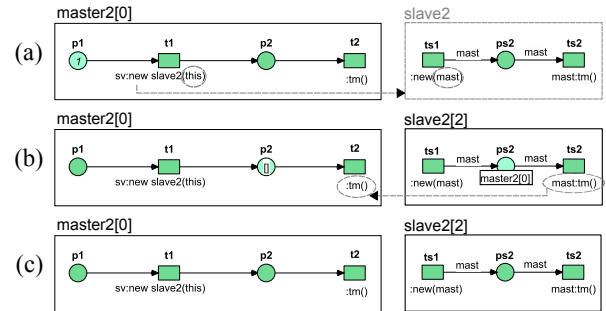 master2[0] slave2
(a) p1 t1 p2 t2 ts1 mast ps2 mast ts2
1
sv:new slave2(this) :tm() :new(mast) mast:tm()
master2[0] slave2[2]
(b) p1 t1 p2 t2 ts1 mast ps2 mast ts2
[]
sv:new slave2(this) :tm() :new(mast) master2[0] mast:tm()
master2[0] slave2[2]
(c) p1 t1 p2 t2 ts1 mast ps2 mast ts2
sv:new slave2(this) :tm() :new(mast) mast:tm()